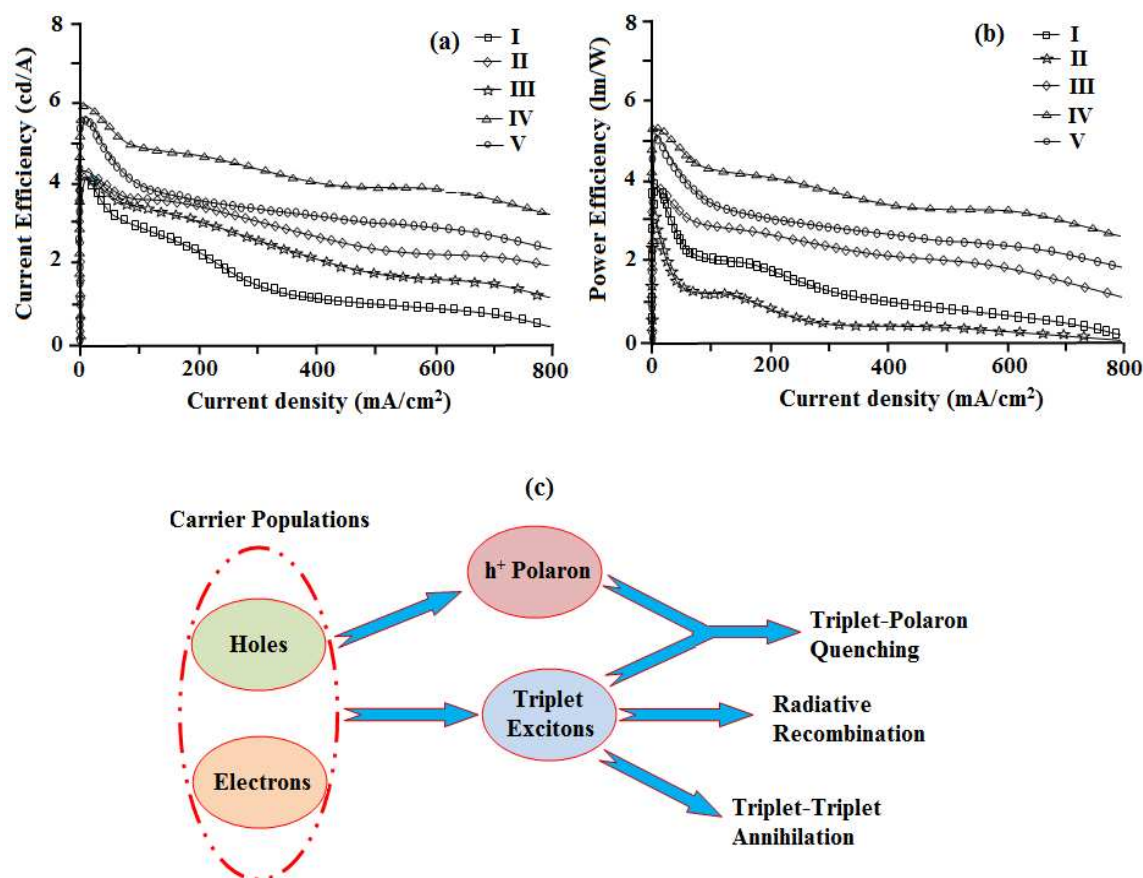 (a)
I
II
III
IV
V
Current Efficiency (cd/A)
8
6
4
2
0
0
200
400
600
800
Current density (mA/cm²)
(b)
I
II
III
IV
V
Power Efficiency (lm/W)
8
6
4
2
0
0
200
400
600
800
Current density (mA/cm²)
(c)
Carrier Populations
Holes
Electrons
h⁺ Polaron
Triplet
Excitons
Triplet-Polaron
Quenching
Radiative
Recombination
Triplet-Triplet
Annihilation